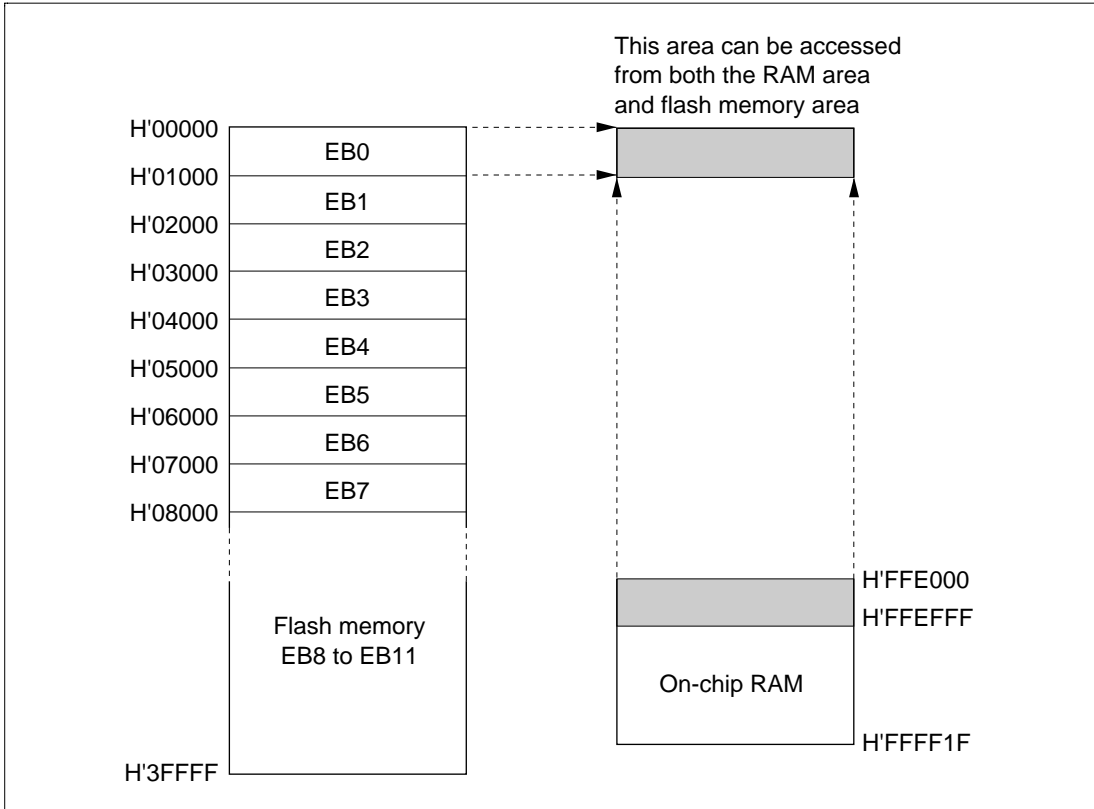 This area can be accessed
from both the RAM area
and flash memory area
H'00000
EB0
H'01000
EB1
H'02000
EB2
H'03000
EB3
H'04000
EB4
H'05000
EB5
H'06000
EB6
H'07000
EB7
H'08000
H'FFE000
H'FFEFFF
Flash memory
EB8 to EB11
On-chip RAM
H'FFFF1F
H'3FFFF